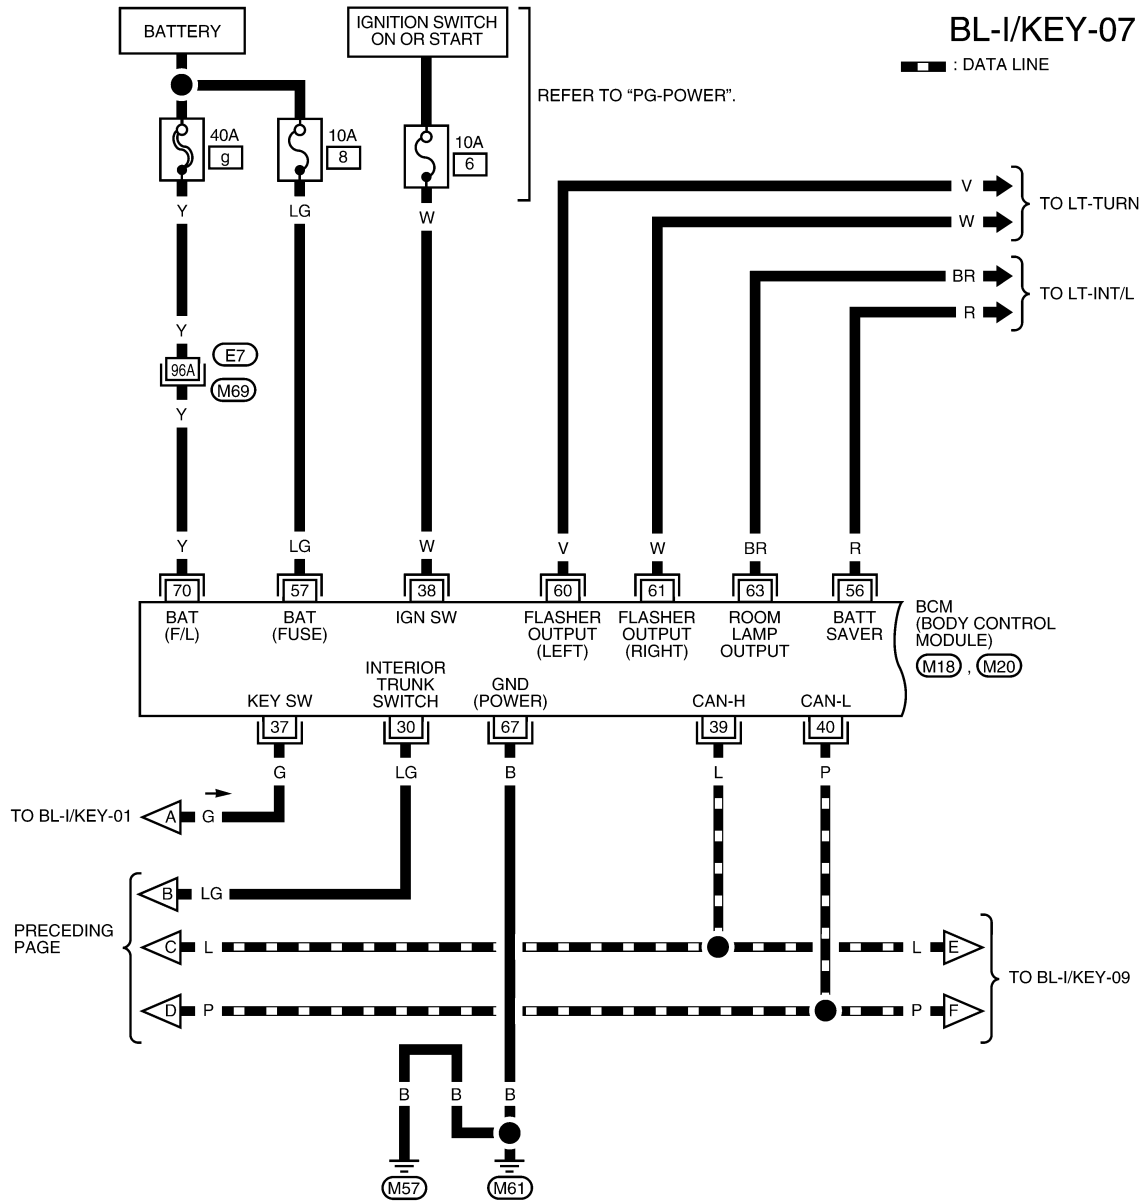 BATTERY
IGNITION SWITCH
ON OR START
BL-I/KEY-07
: DATA LINE
REFER TO “PG-POWER”.
40A
g
10A
8
10A
6
Y
LG
W
V
W
TO LT-TURN
BR
R
TO LT-INT/L
Y
96A
E7
M69
Y
Y
LG
W
V
W
BR
R
70
57
38
60
61
63
56
BAT
(F/L)
BAT
(FUSE)
IGN SW
FLASHER
OUTPUT
(LEFT)
FLASHER
OUTPUT
(RIGHT)
ROOM
LAMP
OUTPUT
BATT
SAVER
BCM
(BODY CONTROL
MODULE)
M18 , M20
KEY SW
INTERIOR
TRUNK
SWITCH
GND
(POWER)
CAN-H
CAN-L
37
30
67
39
40
G
LG
B
L
P
TO BL-I/KEY-01
A
G
B
LG
PRECEDING
PAGE
C
L
L
E
D
P
P
F
TO BL-I/KEY-09
B
B
B
M57
M61